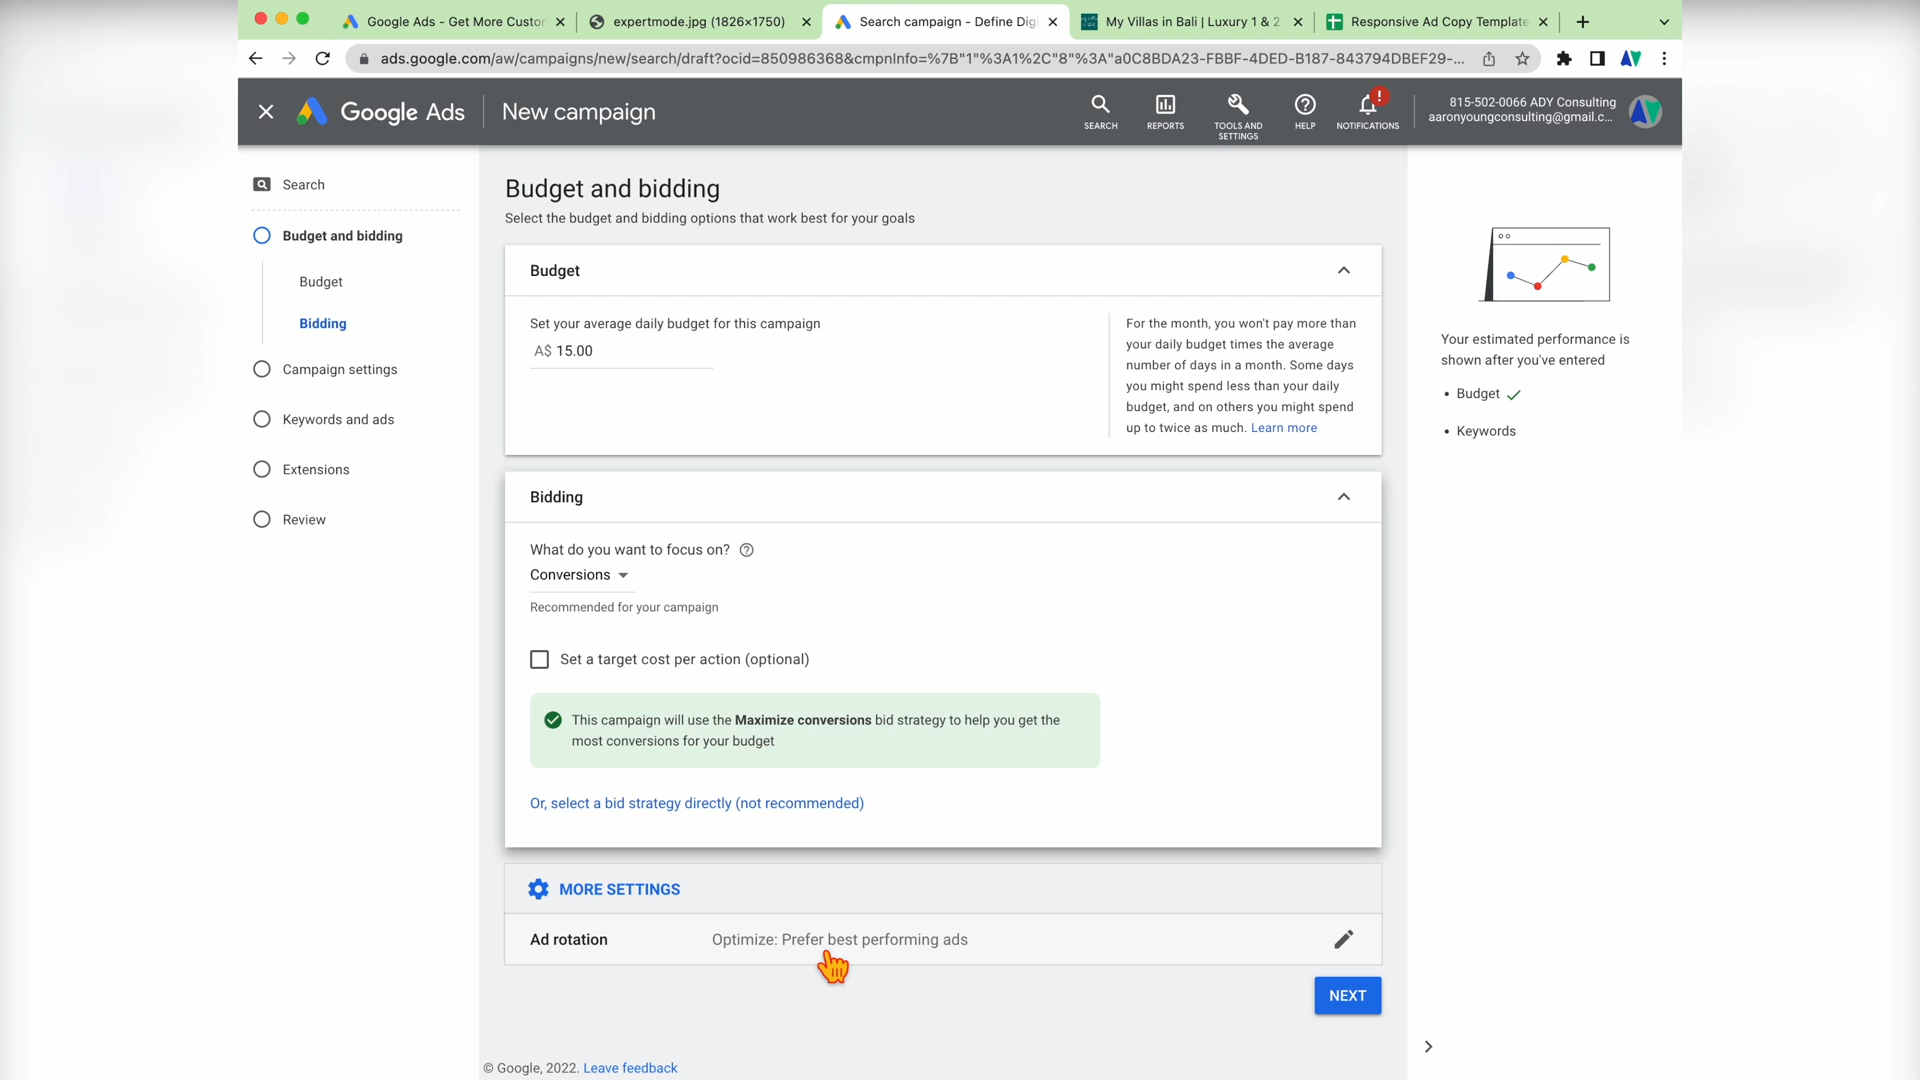 Google Ads - Get More Custon
expertmode.jpg (1826×1750)
Search campaign - Define Dig
My Villas in Bali | Luxury 1 & 2
Responsive Ad Copy Template
ads.google.com/aw/campaigns/new/search/draft?ocid=850986368&cmpnInfo=%7B"1"%3A1%2C"8"%3A"a0C8BDA23-FBBF-4DED-B187-843794DBEF29-...
Google Ads
New campaign
SEARCH
REPORTS
TOOLS AND
SETTINGS
HELP
NOTIFICATIONS
815-502-0066 ADY Consulting
aaronyoungconsulting@gmail.c...
Search
Budget and bidding
Budget
Bidding
Campaign settings
Keywords and ads
Extensions
Review
Budget and bidding
Select the budget and bidding options that work best for your goals
Budget
Set your average daily budget for this campaign
A$ 15.00
For the month, you won't pay more than
your daily budget times the average
number of days in a month. Some days
you might spend less than your daily
budget, and on others you might spend
up to twice as much. Learn more
Bidding
What do you want to focus on?
Conversions
Recommended for your campaign
Set a target cost per action (optional)
This campaign will use the Maximize conversions bid strategy to help you get the
most conversions for your budget
Or, select a bid strategy directly (not recommended)
MORE SETTINGS
Ad rotation
Optimize: Prefer best performing ads
NEXT
© Google, 2022. Leave feedback
Your estimated performance is
shown after you've entered
• Budget
• Keywords